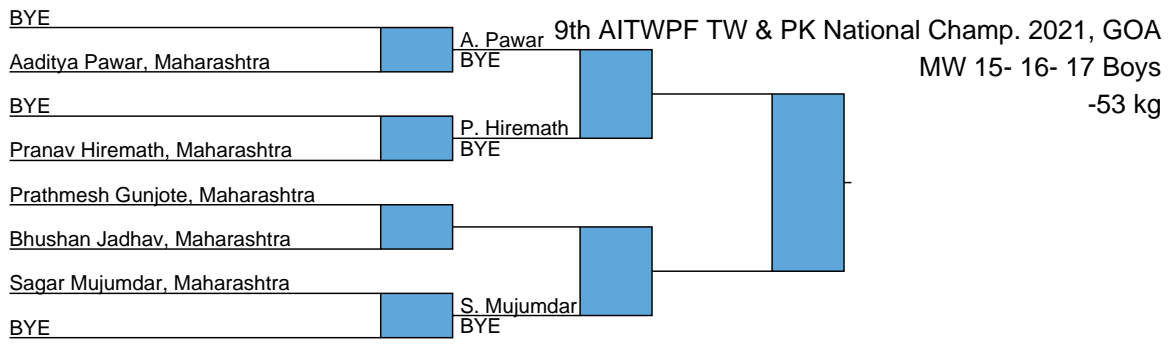 9th AITWPF TW & PK National Champ. 2021, GOA
MW 15- 16- 17 Boys
-53 kg
BYE
Aaditya Pawar, Maharashtra
A. Pawar
BYE
BYE
Pranav Hiremath, Maharashtra
P. Hiremath
BYE
Prathmesh Gunjote, Maharashtra
Bhushan Jadhav, Maharashtra
Sagar Mujumdar, Maharashtra
BYE
S. Mujumdar
BYE